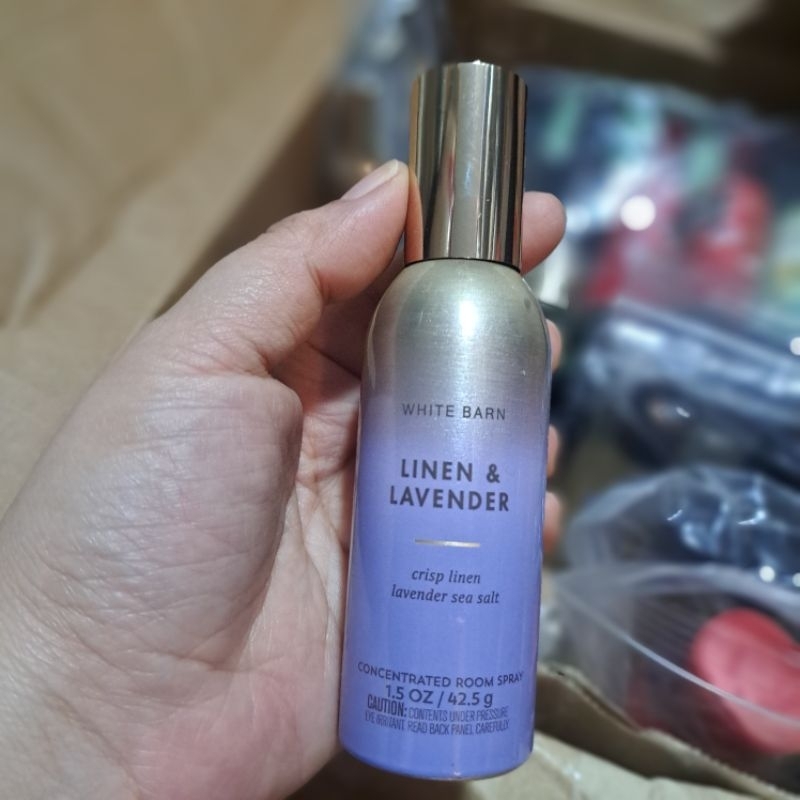 WHITE BARN
LINEN &
LAVENDER
crisp linen
lavender sea salt
CONCENTRATED ROOM SPRAY
1.5 OZ / 42.5 g
CAUTION: CONTENTS UNDER PRESSURE.
EYE IRRITANT. READ BACK PANEL CAREFULLY.